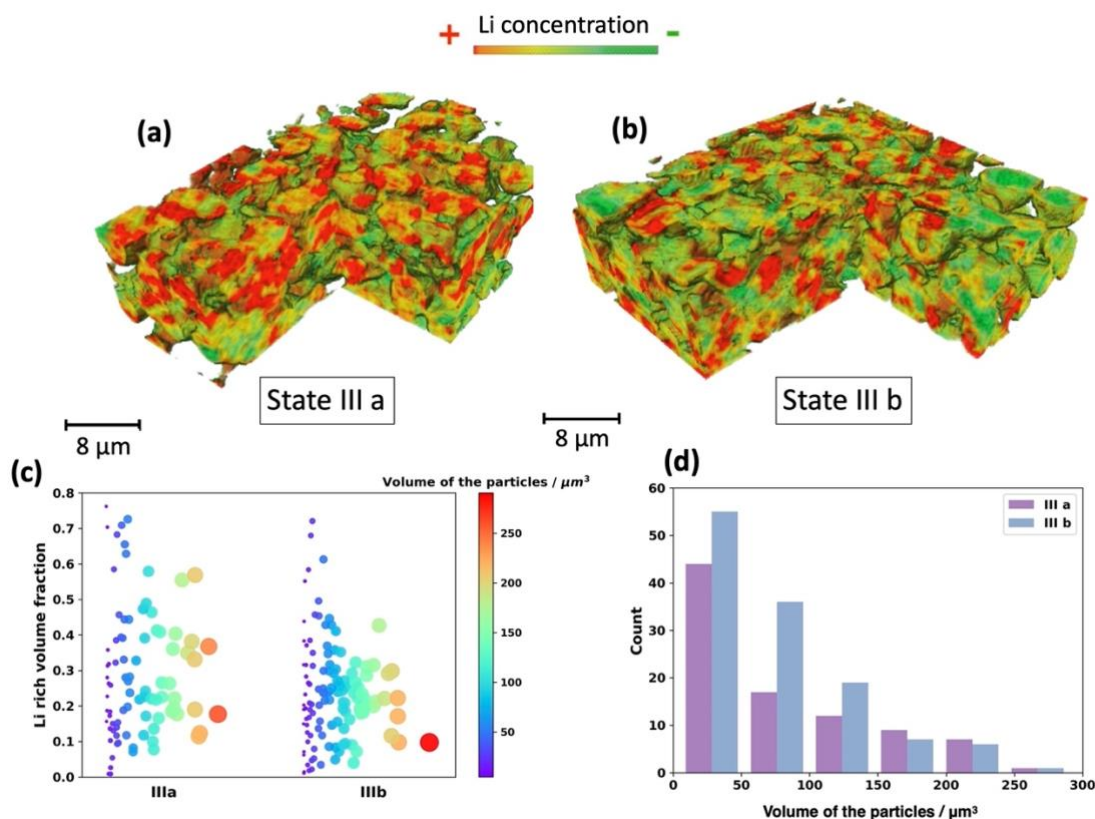 Li concentration
+ -
(a)
(b)
State III a
State III b
8 μm
8 μm
(c)
(d)
Volume of the particles / μm³
Li rich volume fraction
0.8
0.7
0.6
0.5
0.4
0.3
0.2
0.1
0.0
IIIa IIIb
250
200
150
100
50
Count
60
50
40
30
20
10
0
III a
III b
0 50 100 150 200 250 300
Volume of the particles / μm³